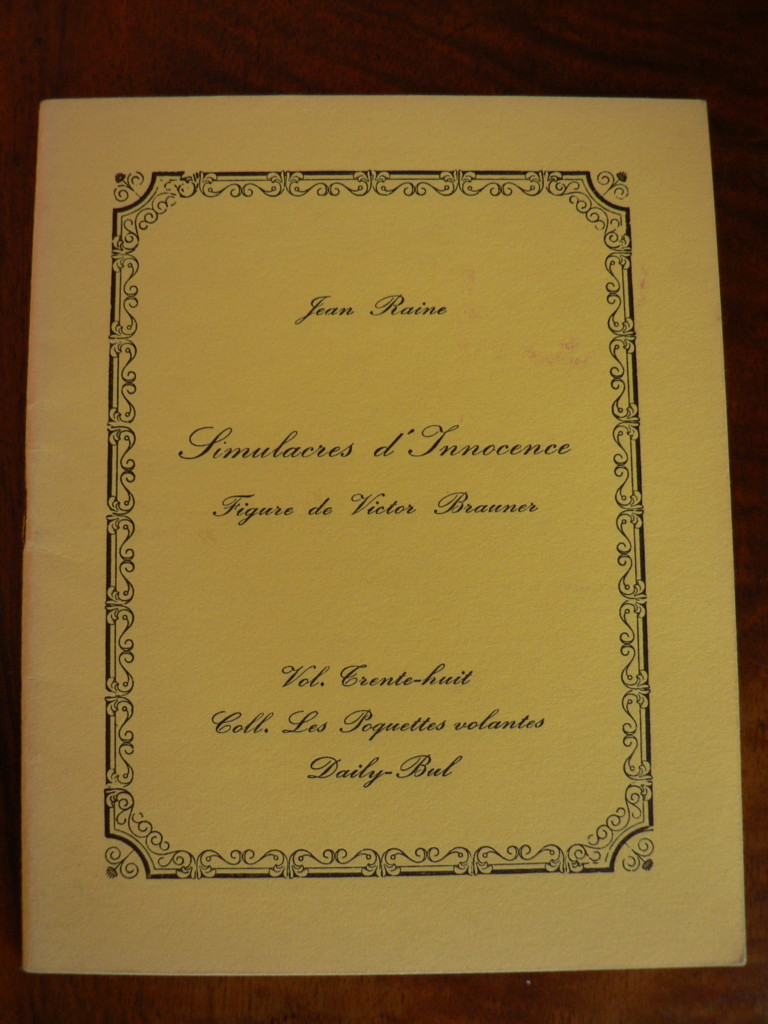 Jean Raine
Simulacres d'Innocence
Figure de Victor Brauner
Vol. Trente-huit
Coll. Les Poquettes volantes
Daily-Bul